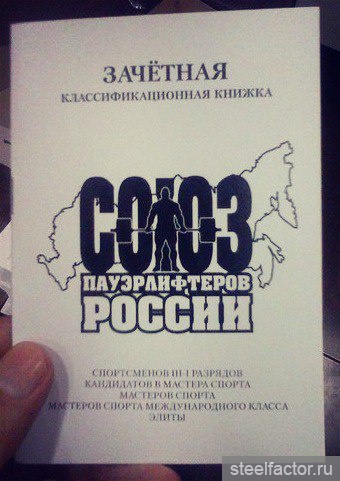 ЗАЧЁТНАЯ
КЛАССИФИКАЦИОННАЯ КНИЖКА
СОЮЗ
ПАУЭРЛИФТЕРОВ
РОССИИ
СПОРТСМЕНОВ III-I РАЗРЯДОВ
КАНДИДАТОВ В МАСТЕРА СПОРТА
МАСТЕРОВ СПОРТА
МАСТЕРОВ СПОРТА МЕЖДУНАРОДНОГО КЛАССА
ЭЛИТЫ
steelfactor.ru